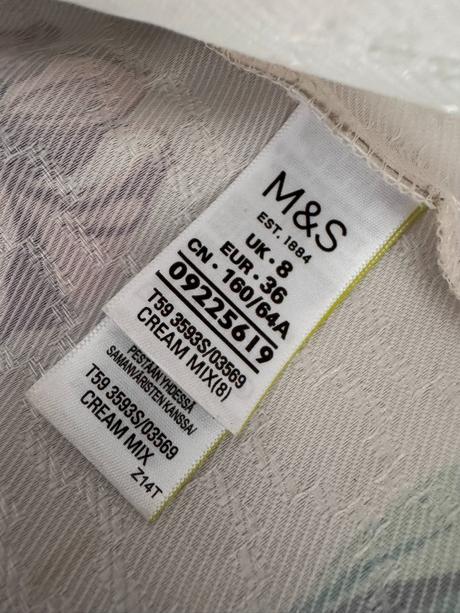 M&S
EST. 1884
UK · 8
EUR · 36
CN · 160/64A
09225619
T59 3593S/03569
CREAM MIX(8)
PESTÄÄN YHDESSÄ
SAMANVÄRISTEN KANSSA/
T59 3593S/03569
CREAM MIX
Z14T